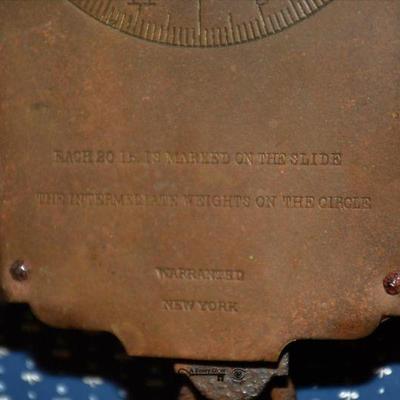 EACH 20 lb. IS MARKED ON THE SLIDE
THE INTERMEDIATE WEIGHTS ON THE CIRCLE
WARRANTED
NEW YORK